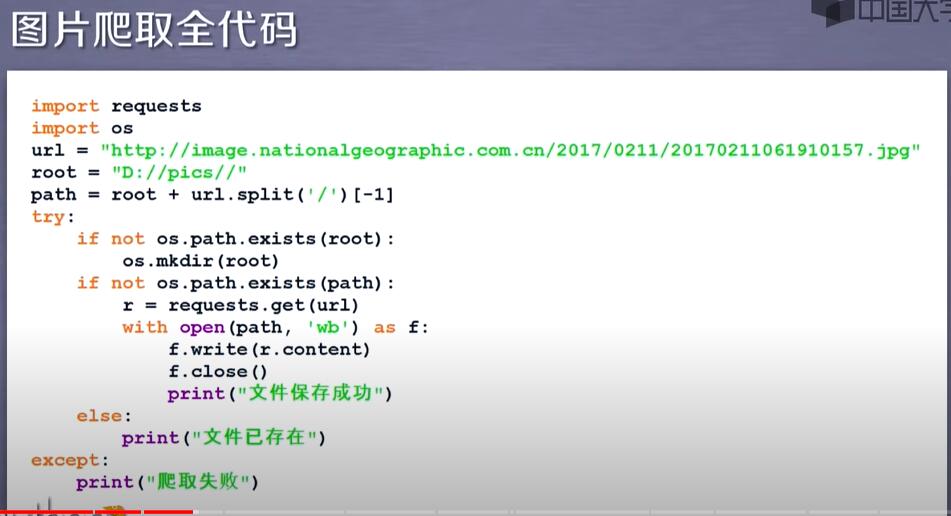 图片爬取全代码
中国大学
import requests
import os
url = "http://image.nationalgeographic.com.cn/2017/0211/20170211061910157.jpg"
root = "D://pics//"
path = root + url.split('/')[-1]
try:
    if not os.path.exists(root):
        os.mkdir(root)
    if not os.path.exists(path):
        r = requests.get(url)
        with open(path, 'wb') as f:
            f.write(r.content)
            f.close()
            print("文件保存成功")
    else:
        print("文件已存在")
except:
    print("爬取失败")